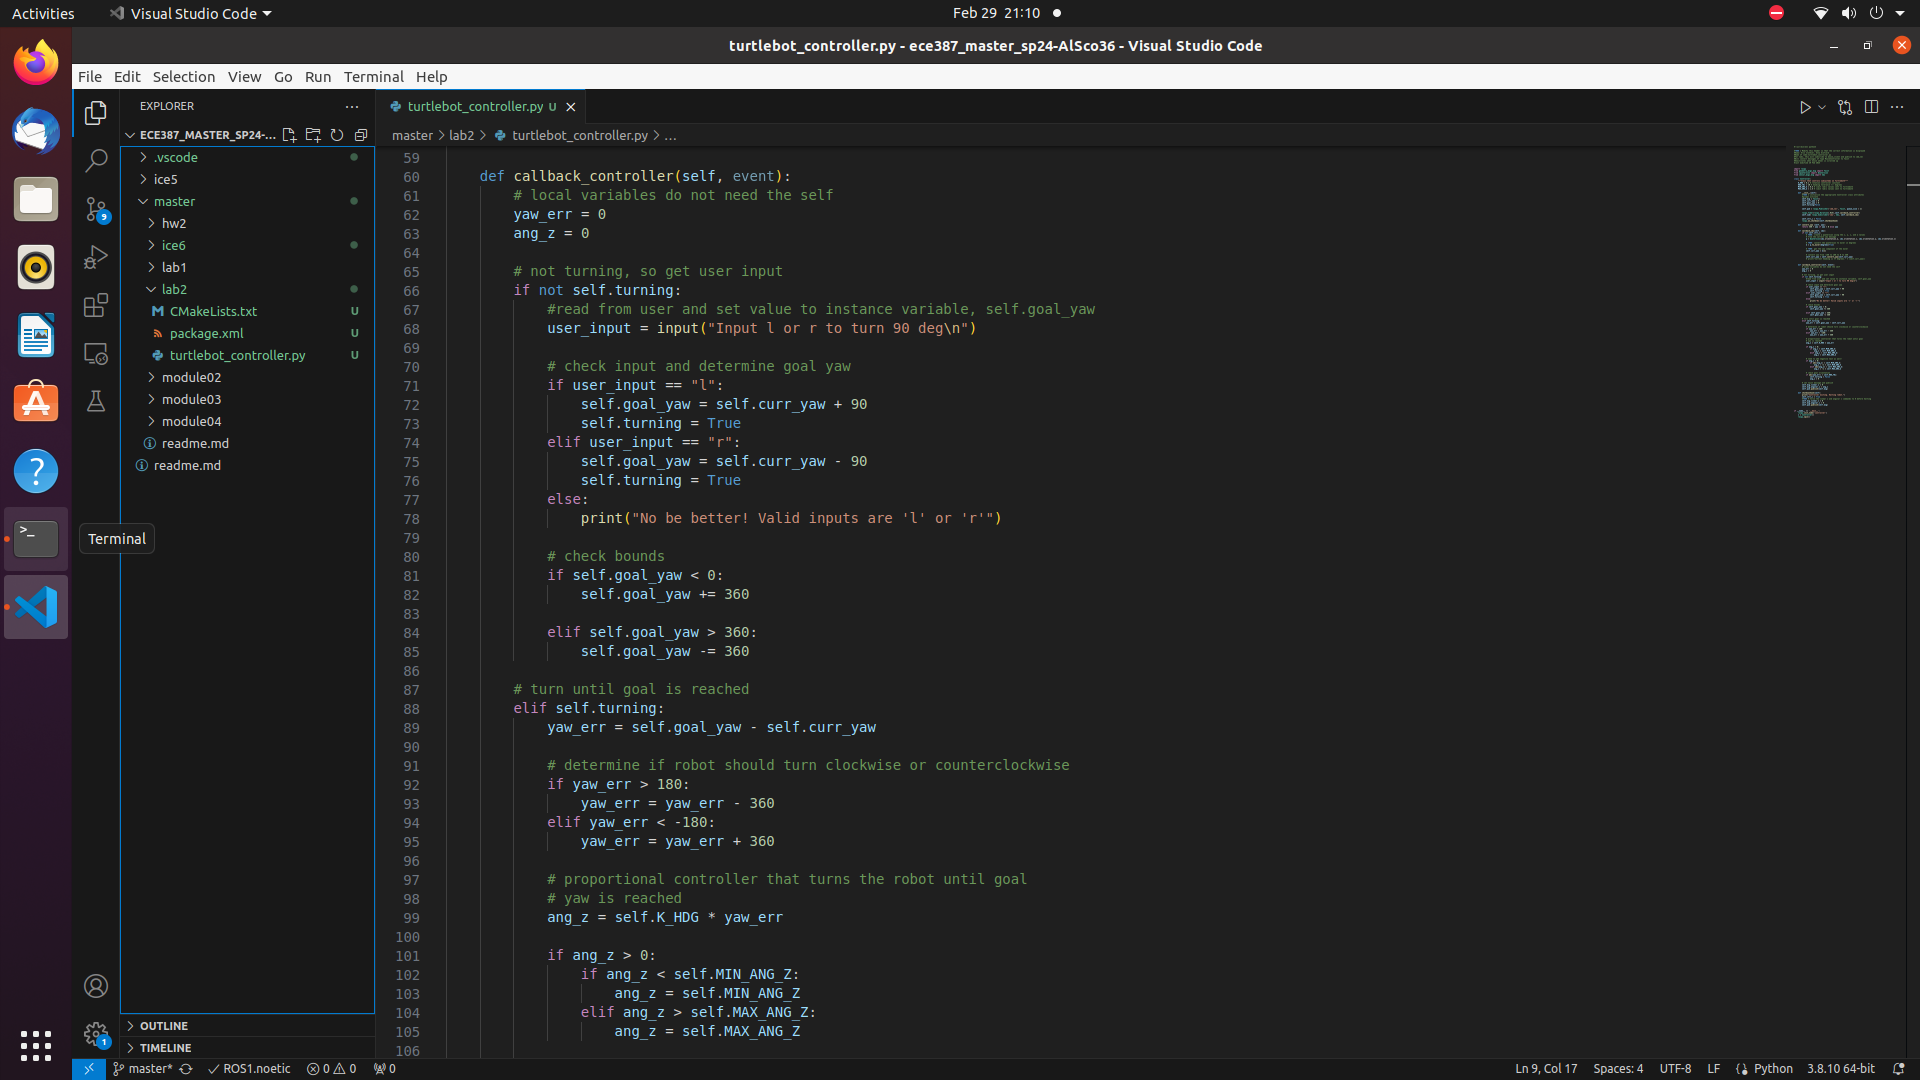 Activities
Visual Studio Code
Feb 29 21:10
turtlebot_controller.py - ece387_master_sp24-AlSco36 - Visual Studio Code
File Edit Selection View Go Run Terminal Help
EXPLORER
turtlebot_controller.py U
ECE387_MASTER_SP24-...
master > lab2 > turtlebot_controller.py > ...
.vscode
ice5
master
hw2
ice6
lab1
lab2
CMakeLists.txt U
package.xml U
turtlebot_controller.py U
module02
module03
module04
readme.md
readme.md
9
Terminal
1
OUTLINE
TIMELINE
59
60 def callback_controller(self, event):
61 # local variables do not need the self
62 yaw_err = 0
63 ang_z = 0
64
65 # not turning, so get user input
66 if not self.turning:
67 #read from user and set value to instance variable, self.goal_yaw
68 user_input = input("Input l or r to turn 90 deg\n")
69
70 # check input and determine goal yaw
71 if user_input == "l":
72 self.goal_yaw = self.curr_yaw + 90
73 self.turning = True
74 elif user_input == "r":
75 self.goal_yaw = self.curr_yaw - 90
76 self.turning = True
77 else:
78 print("No be better! Valid inputs are 'l' or 'r'")
79
80 # check bounds
81 if self.goal_yaw < 0:
82 self.goal_yaw += 360
83
84 elif self.goal_yaw > 360:
85 self.goal_yaw -= 360
86
87 # turn until goal is reached
88 elif self.turning:
89 yaw_err = self.goal_yaw - self.curr_yaw
90
91 # determine if robot should turn clockwise or counterclockwise
92 if yaw_err > 180:
93 yaw_err = yaw_err - 360
94 elif yaw_err < -180:
95 yaw_err = yaw_err + 360
96
97 # proportional controller that turns the robot until goal
98 # yaw is reached
99 ang_z = self.K_HDG * yaw_err
100
101 if ang_z > 0:
102 if ang_z < self.MIN_ANG_Z:
103 ang_z = self.MIN_ANG_Z
104 elif ang_z > self.MAX_ANG_Z:
105 ang_z = self.MAX_ANG_Z
106
master* ROS1.noetic 0 0 0
Ln 9, Col 17 Spaces: 4 UTF-8 LF Python 3.8.10 64-bit